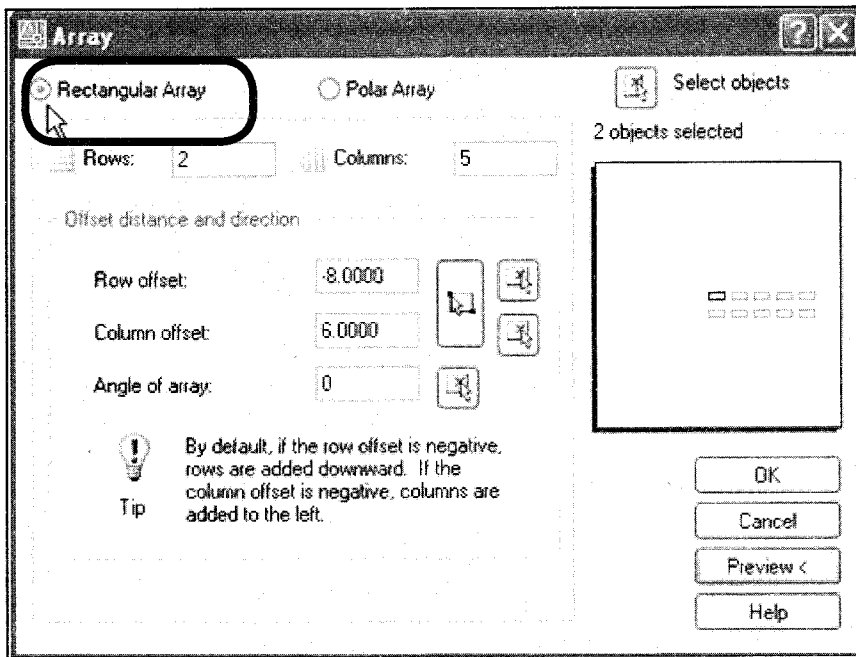 Array
Rectangular Array
Polar Array
Select objects
Rows: 2
Columns: 5
2 objects selected
Offset distance and direction
Row offset: -8.0000
Column offset: 6.0000
Angle of array: 0
Tip
By default, if the row offset is negative,
rows are added downward. If the
column offset is negative, columns are
added to the left.
OK
Cancel
Preview <
Help